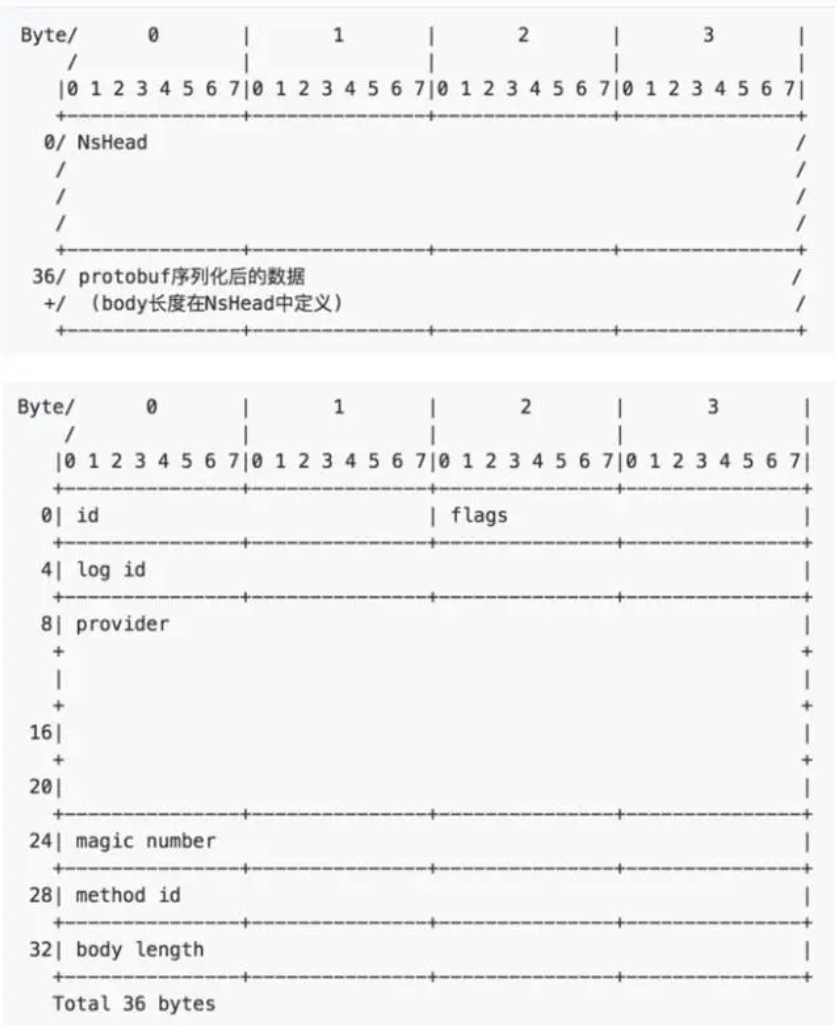 Byte/ 0 | 1 | 2 | 3 |
/ | | | |
|0 1 2 3 4 5 6 7|0 1 2 3 4 5 6 7|0 1 2 3 4 5 6 7|0 1 2 3 4 5 6 7|
+---------------+---------------+---------------+---------------+
0/ NsHead /
/ /
/ /
/ /
+---------------+---------------+---------------+---------------+
36/ protobuf序列化后的数据 /
+/ (body长度在NsHead中定义) /
+---------------+---------------+---------------+---------------+
Byte/ 0 | 1 | 2 | 3 |
/ | | | |
|0 1 2 3 4 5 6 7|0 1 2 3 4 5 6 7|0 1 2 3 4 5 6 7|0 1 2 3 4 5 6 7|
+---------------+---------------+---------------+---------------+
0| id | flags |
+---------------+---------------+---------------+---------------+
4| log id |
+---------------+---------------+---------------+---------------+
8| provider |
+ +
| |
+ +
16| |
+ +
20| |
+---------------+---------------+---------------+---------------+
24| magic number |
+---------------+---------------+---------------+---------------+
28| method id |
+---------------+---------------+---------------+---------------+
32| body length |
+---------------+---------------+---------------+---------------+
Total 36 bytes